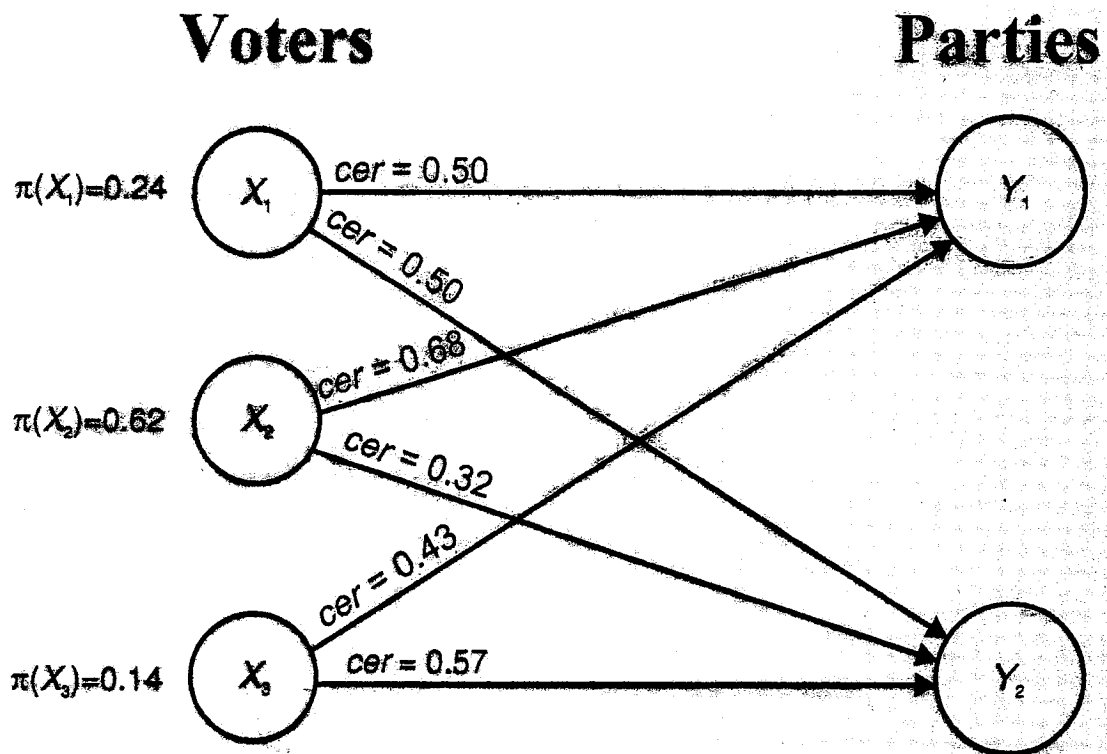 Voters Parties
π(X₁)=0.24 X₁ cer = 0.50 Y₁
cer = 0.50
cer = 0.68
π(X₂)=0.62 X₂
cer = 0.32
cer = 0.43
π(X₃)=0.14 X₃ cer = 0.57 Y₂